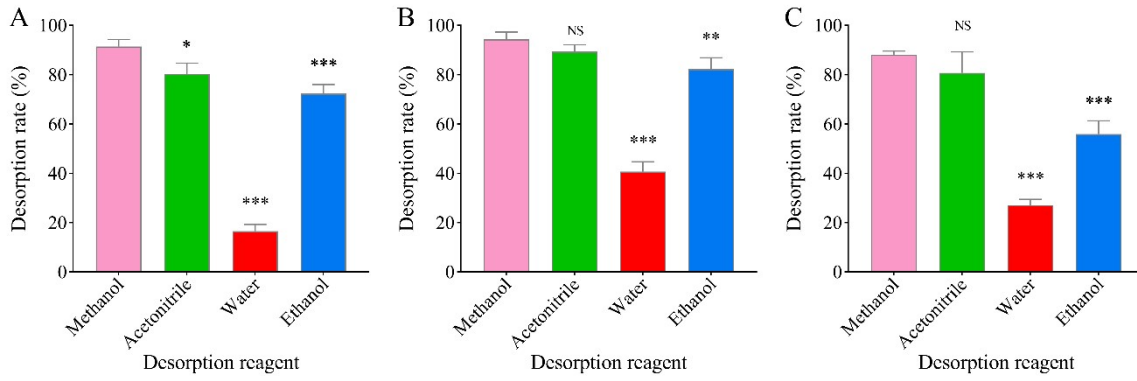 A
Desorption rate (%)
100
80
60
40
20
0
*
***
***
Methanol
Acetonitrile
Water
Ethanol
Desorption reagent
B
Desorption rate (%)
100
80
60
40
20
0
NS
***
**
Methanol
Acetonitrile
Water
Ethanol
Desorption reagent
C
Desorption rate (%)
100
80
60
40
20
0
NS
***
***
Methanol
Acetonitrile
Water
Ethanol
Desorption reagent